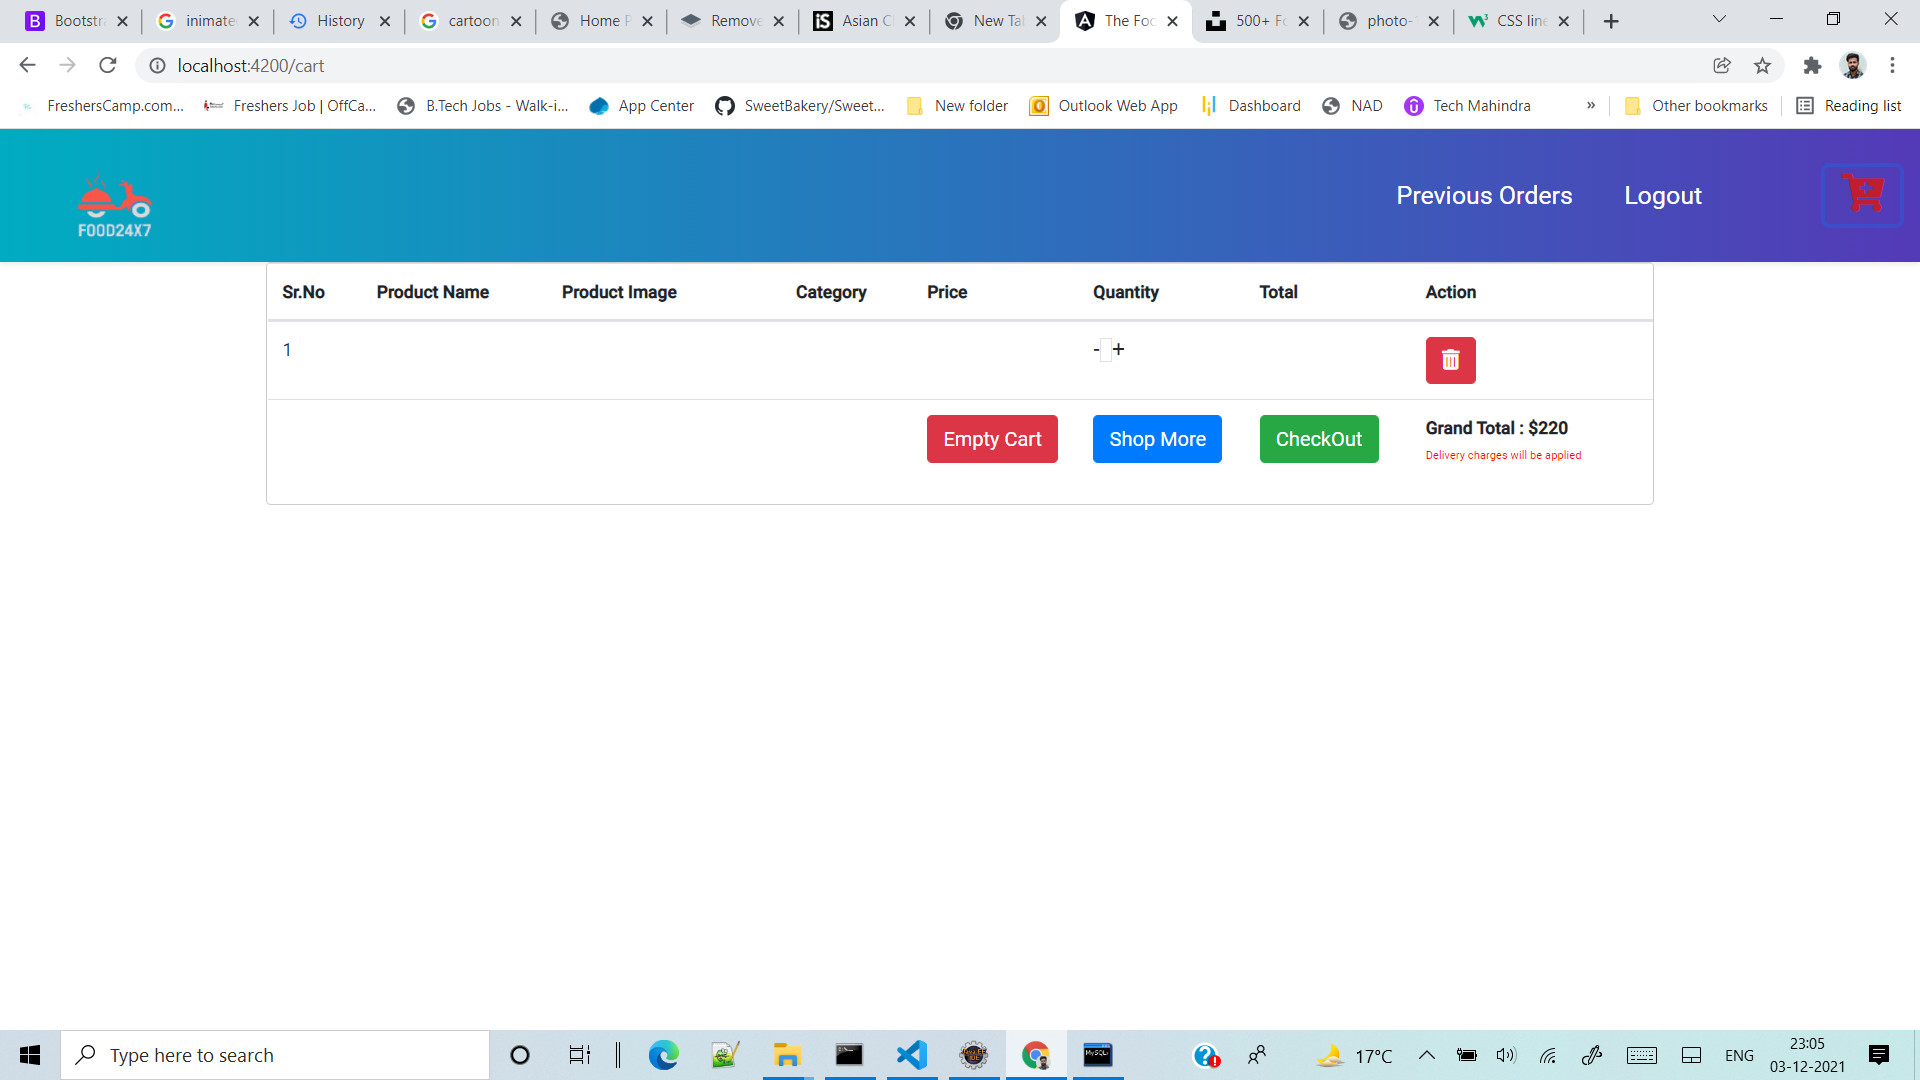 Bootstr
inimate
History
cartoon
Home P
Remove
Asian C
New Ta
The Foo
500+ Fo
photo-
CSS line
localhost:4200/cart
FreshersCamp.com...
Freshers Job | OffCa...
B.Tech Jobs - Walk-i...
App Center
SweetBakery/Sweet...
New folder
Outlook Web App
Dashboard
NAD
Tech Mahindra
»
Other bookmarks
Reading list
FOOD24X7
Previous Orders
Logout
Sr.No Product Name Product Image Category Price Quantity Total Action
1 - +
Empty Cart Shop More CheckOut Grand Total : $220
Delivery charges will be applied
Type here to search
17°C
ENG
23:05
03-12-2021